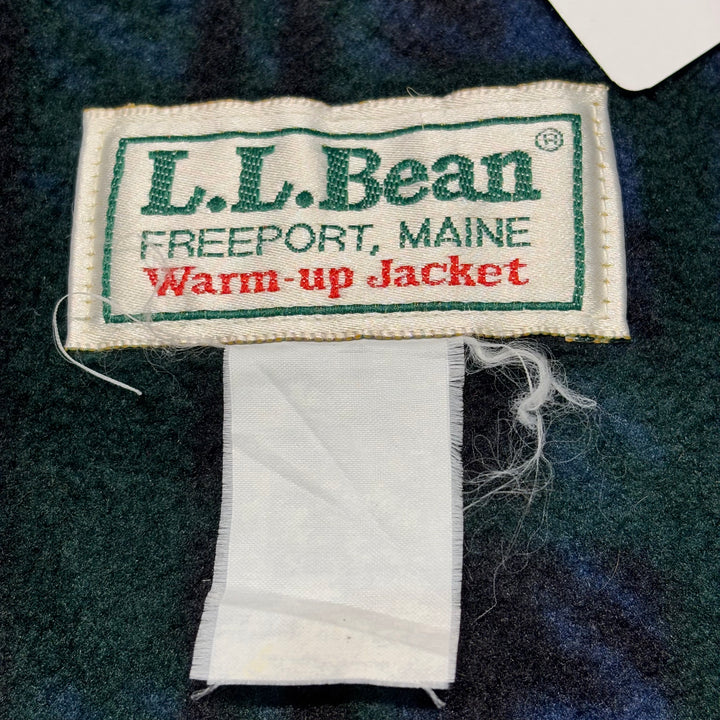 L.L.Bean®
FREEPORT, MAINE
Warm-up Jacket